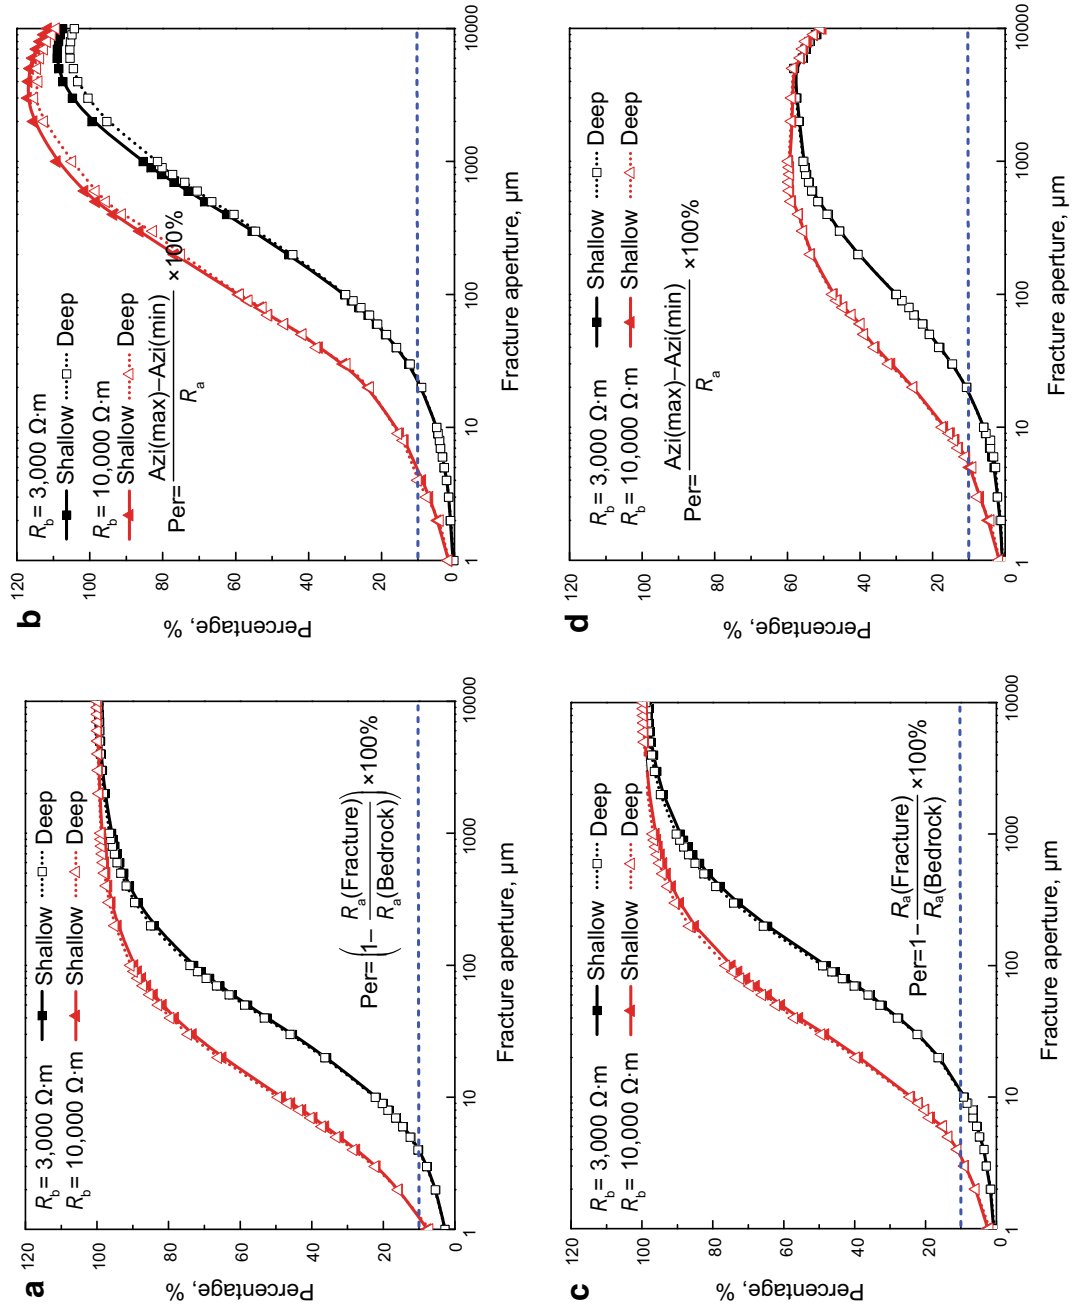 a
120
100
80
60
40
20
0
Percentage, %
Rb = 3,000 Ω·m Shallow Deep
Rb = 10,000 Ω·m Shallow Deep
Per=(1− Ra(Fracture) / Ra(Bedrock)) ×100%
1 10 100 1000 10000
Fracture aperture, μm
b
120
100
80
60
40
20
0
Percentage, %
Rb = 3,000 Ω·m
Shallow Deep
Rb = 10,000 Ω·m
Shallow Deep
Per= Azi(max)−Azi(min) / Ra ×100%
1 10 100 1000 10000
Fracture aperture, μm
c
120
100
80
60
40
20
0
Percentage, %
Rb = 3,000 Ω·m Shallow Deep
Rb = 10,000 Ω·m Shallow Deep
Per=1− Ra(Fracture) / Ra(Bedrock) ×100%
1 10 100 1000 10000
Fracture aperture, μm
d
120
100
80
60
40
20
0
Percentage, %
Rb = 3,000 Ω·m Shallow Deep
Rb = 10,000 Ω·m Shallow Deep
Per= Azi(max)−Azi(min) / Ra ×100%
1 10 100 1000 10000
Fracture aperture, μm